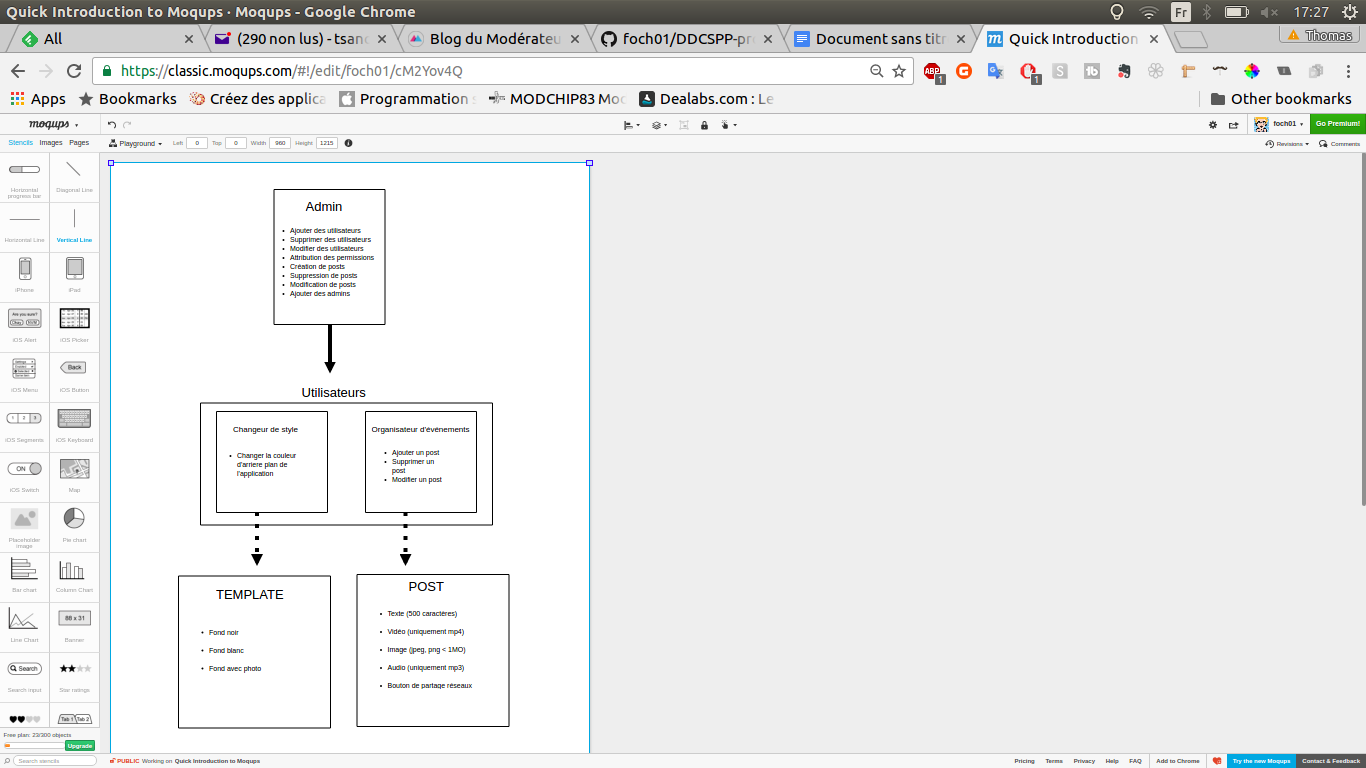 Quick Introduction to Moqups · Moqups - Google Chrome
Fr
17:27
All
(290 non lus) - tsan
Blog du Modérateu
foch01/DDCSPP-pr
Document sans titr
Quick Introduction
Thomas
https://classic.moqups.com/#!/edit/foch01/cM2Yov4Q
ABP
1
1
Apps
Bookmarks
Créez des applica
Programmation
MODCHIP83 Mo
Dealabs.com : Le
Other bookmarks
moqups
foch01
Go Premium!
Stencils
Images
Pages
Playground
Left
0
Top
0
Width
960
Height
1215
Revisions
Comments
Horizontal
progress bar
Diagonal Line
Horizontal Line
Vertical Line
iPhone
iPad
Are you sure?
iOS Alert
iOS Picker
iOS Menu
Back
iOS Button
1 2 3
iOS Segments
iOS Keyboard
ON
iOS Switch
Map
Placeholder
image
Pie chart
Bar chart
Column Chart
Line Chart
88 x 31
Banner
Search
Search input
Star ratings
Tab 1
Tab 2
Free plan: 23/300 objects
Upgrade
Search stencils
Admin
• Ajouter des utilisateurs
• Supprimer des utilisateurs
• Modifier des utilisateurs
• Attribution des permissions
• Création de posts
• Suppression de posts
• Modification de posts
• Ajouter des admins
Utilisateurs
Changeur de style
• Changer la couleur
d'arriere plan de
l'application
Organisateur d'événements
• Ajouter un post
• Supprimer un
post
• Modifier un post
TEMPLATE
• Fond noir
• Fond blanc
• Fond avec photo
POST
• Texte (500 caractères)
• Vidéo (uniquement mp4)
• Image (jpeg, png < 1MO)
• Audio (uniquement mp3)
• Bouton de partage réseaux
PUBLIC Working on Quick Introduction to Moqups
Pricing
Terms
Privacy
Help
FAQ
Add to Chrome
Try the new Moqups
Contact & Feedback